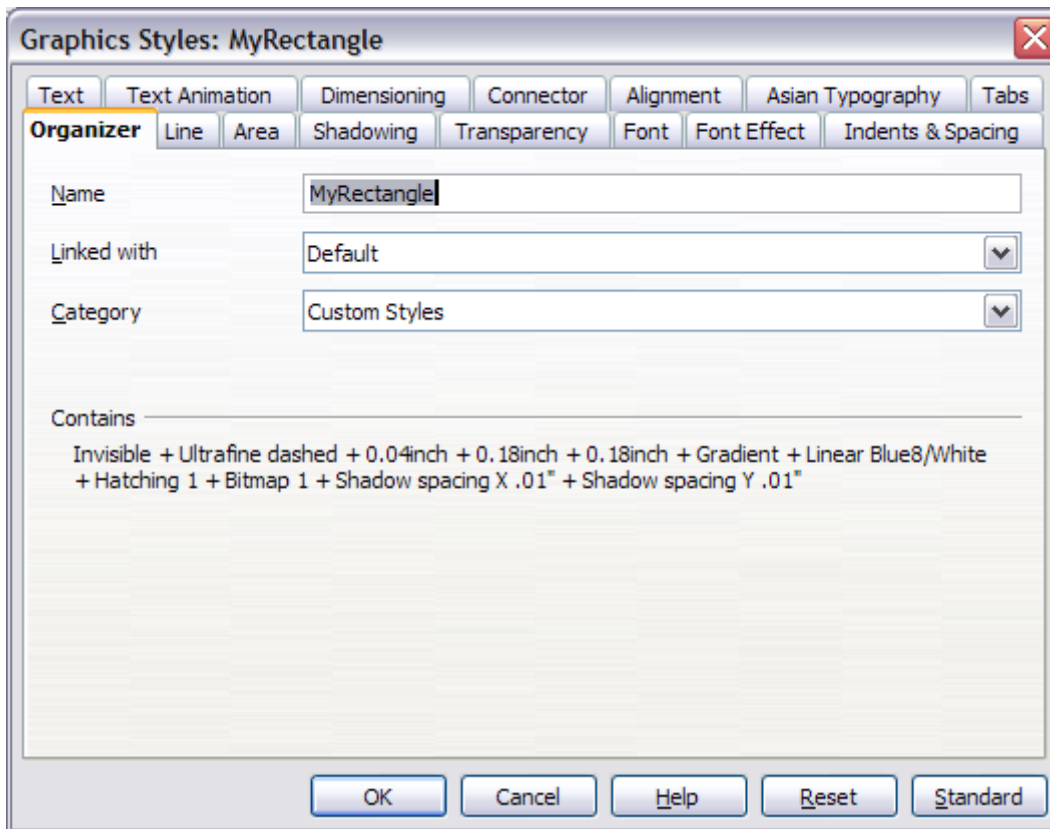 Graphics Styles: MyRectangle
Text Text Animation Dimensioning Connector Alignment Asian Typography Tabs
Organizer Line Area Shadowing Transparency Font Font Effect Indents & Spacing
Name MyRectangle
Linked with Default
Category Custom Styles
Contains
Invisible + Ultrafine dashed + 0.04inch + 0.18inch + 0.18inch + Gradient + Linear Blue8/White
+ Hatching 1 + Bitmap 1 + Shadow spacing X .01" + Shadow spacing Y .01"
OK Cancel Help Reset Standard